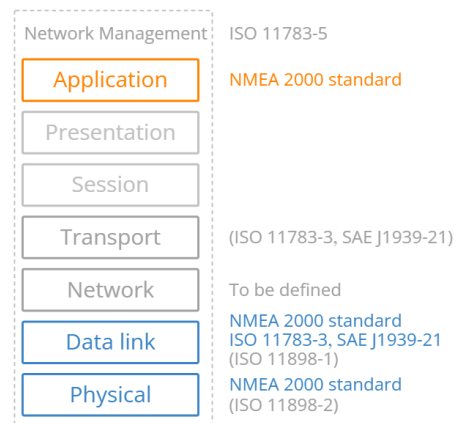 Network Management ISO 11783-5
Application NMEA 2000 standard
Presentation
Session
Transport (ISO 11783-3, SAE J1939-21)
Network To be defined
NMEA 2000 standard
Data link ISO 11783-3, SAE J1939-21
(ISO 11898-1)
Physical NMEA 2000 standard
(ISO 11898-2)